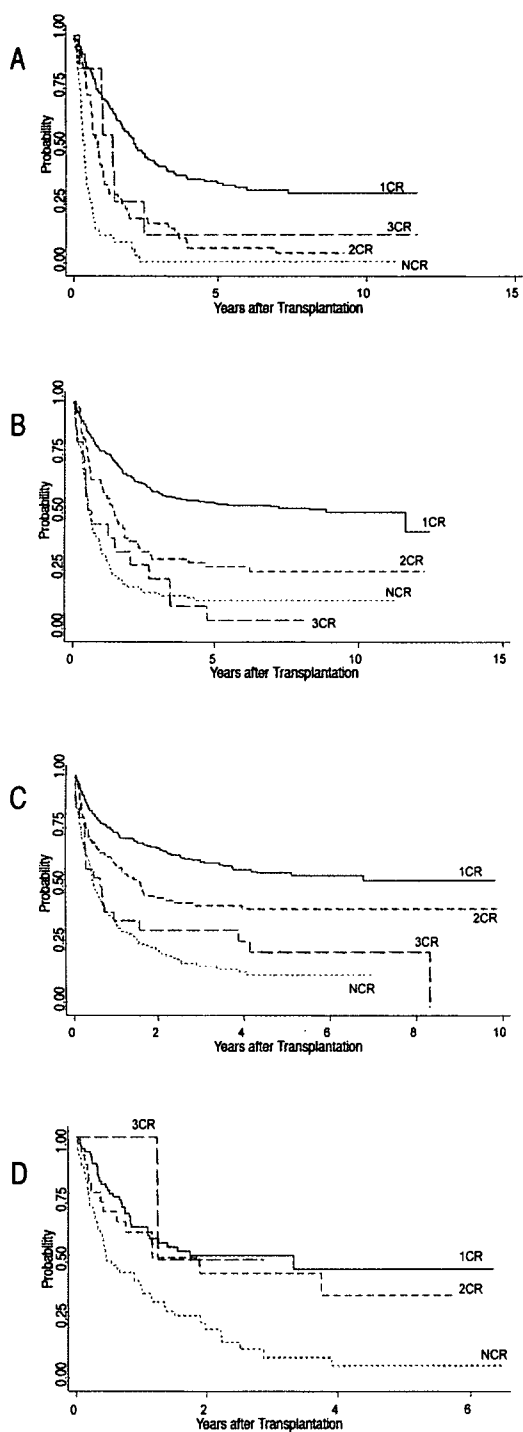 A
Probability
0.00 0.25 0.50 0.75 1.00
1CR
3CR
2CR
NCR
0 5 10 15
Years after Transplantation
B
Probability
0.00 0.25 0.50 0.75 1.00
1CR
2CR
NCR
3CR
0 5 10 15
Years after Transplantation
C
Probability
0.00 0.25 0.50 0.75 1.00
1CR
2CR
3CR
NCR
0 2 4 6 8 10
Years after Transplantation
D
Probability
0.00 0.25 0.50 0.75 1.00
3CR
1CR
2CR
NCR
0 2 4 6
Years after Transplantation